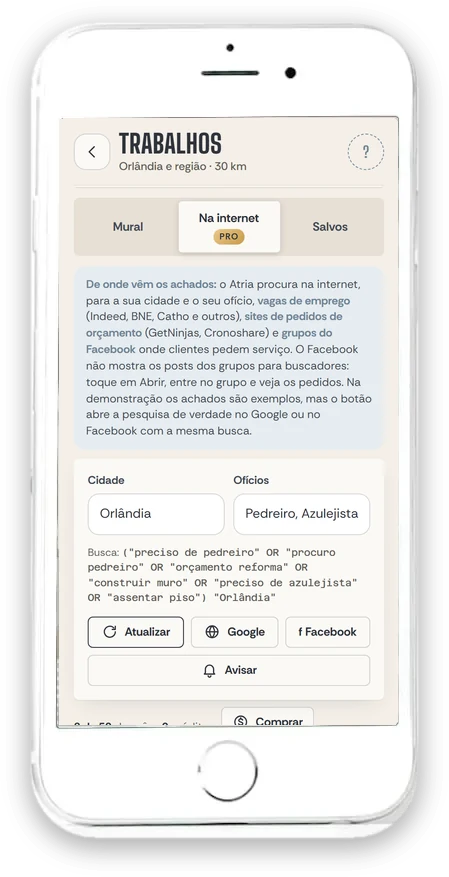 TRABALHOS
Orlândia e região · 30 km
?
Mural
Na internet
PRO
Salvos
De onde vêm os achados: o Atria procura na internet,
para a sua cidade e o seu ofício, vagas de emprego
(Indeed, BNE, Catho e outros), sites de pedidos de
orçamento (GetNinjas, Cronoshare) e grupos do
Facebook onde clientes pedem serviço. O Facebook
não mostra os posts dos grupos para buscadores:
toque em Abrir, entre no grupo e veja os pedidos. Na
demonstração os achados são exemplos, mas o botão
abre a pesquisa de verdade no Google ou no
Facebook com a mesma busca.
Cidade
Ofícios
Orlândia
Pedreiro, Azulejista
Busca: ("preciso de pedreiro" OR "procuro
pedreiro" OR "orçamento reforma" OR
"construir muro" OR "preciso de azulejista"
OR "assentar piso") "Orlândia"
Atualizar
Google
f Facebook
Avisar
Comprar